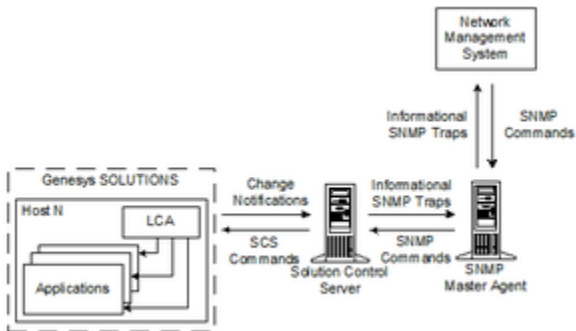 Network
Management
System
Informational
SNMP Traps
SNMP
Commands
Genesys SOLUTIONS
Host N
LCA
Applications
Change
Notifications
SCS
Commands
Solution Control
Server
Informational
SNMP Traps
SNMP
Commands
SNMP
Master Agent